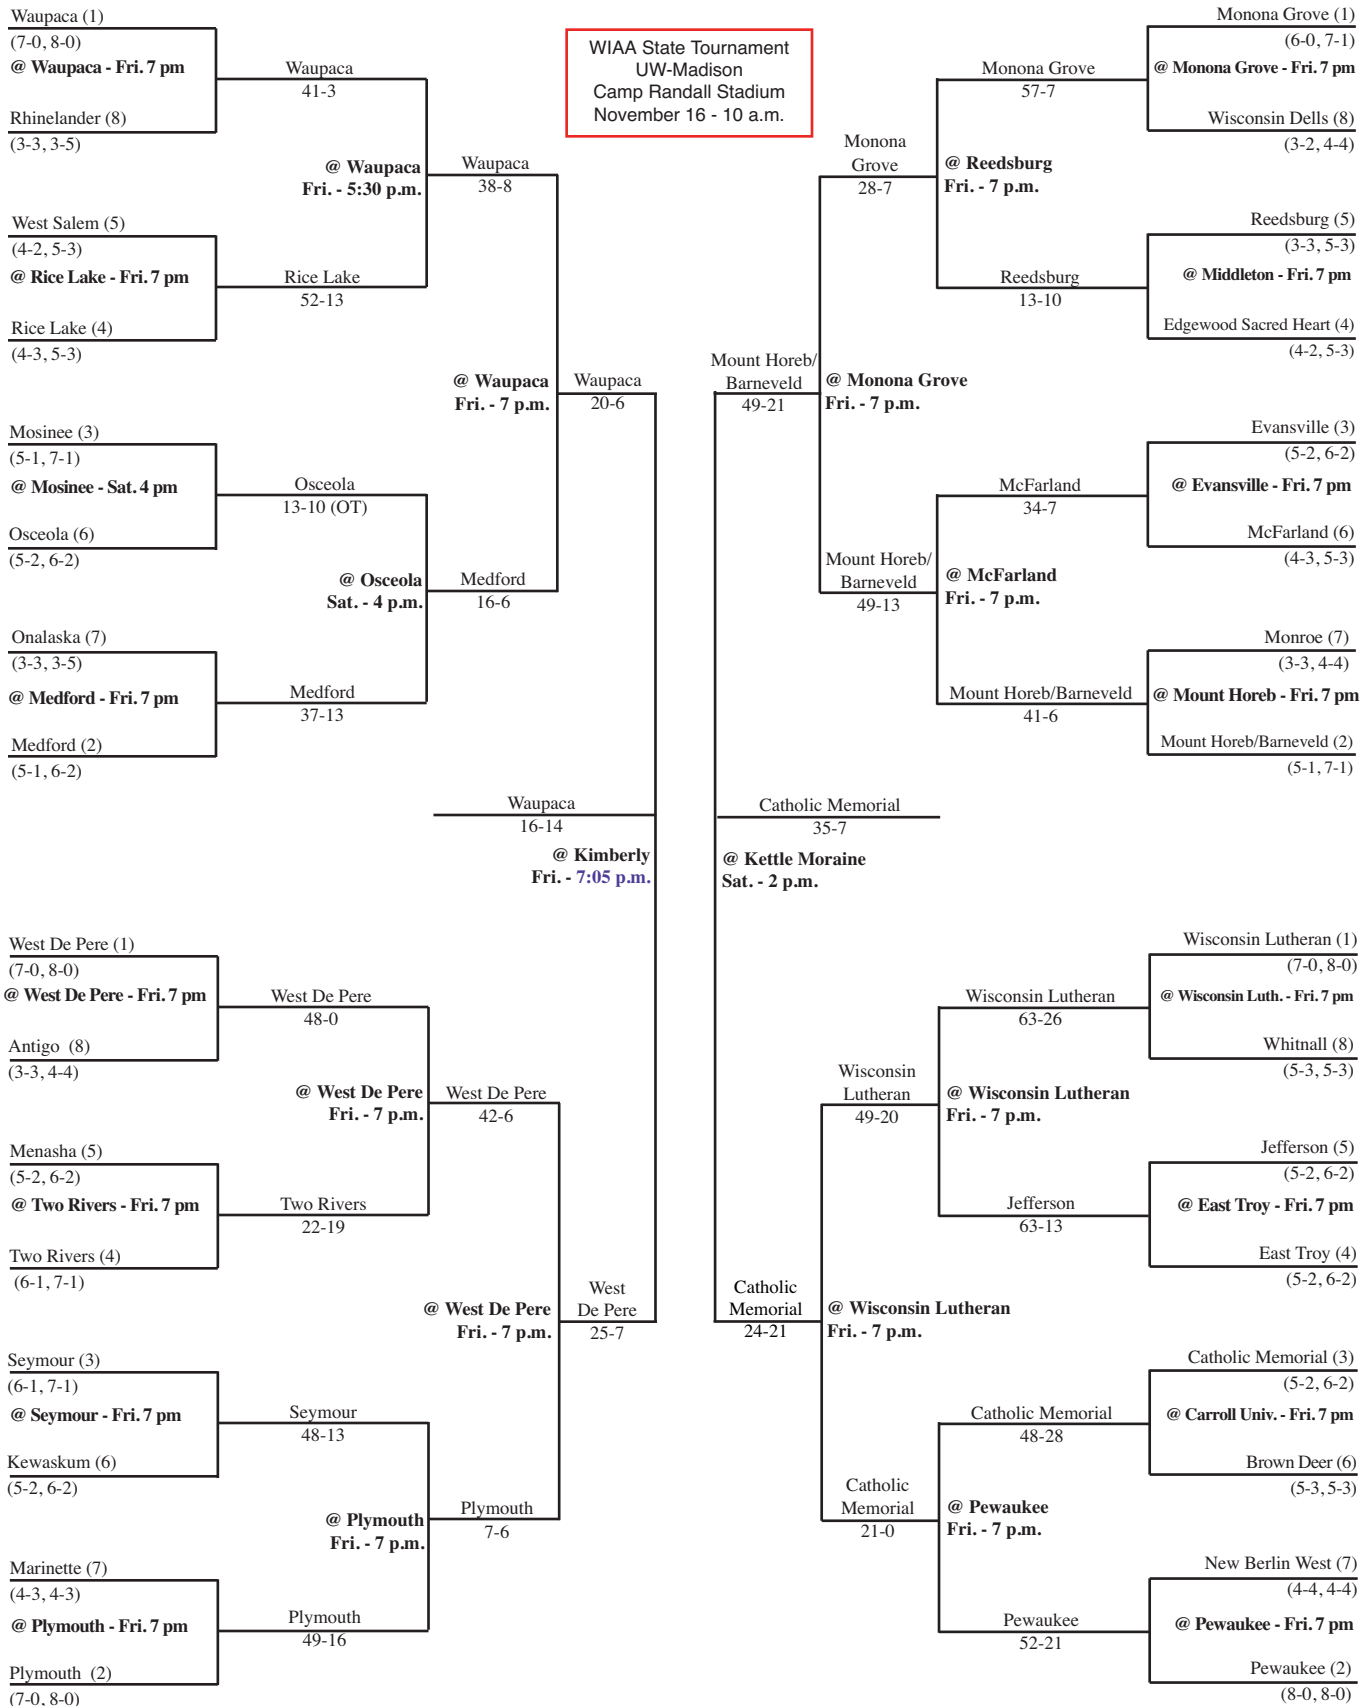 WIAA State Tournament
UW-Madison
Camp Randall Stadium
November 16 - 10 a.m.
Waupaca (1)
(7-0, 8-0)
@ Waupaca - Fri. 7 pm
Rhinelander (8)
(3-3, 3-5)
Waupaca
41-3
@ Waupaca
Fri. - 5:30 p.m.
West Salem (5)
(4-2, 5-3)
@ Rice Lake - Fri. 7 pm
Rice Lake (4)
(4-3, 5-3)
Rice Lake
52-13
Waupaca
38-8
@ Waupaca
Fri. - 7 p.m.
Mosinee (3)
(5-1, 7-1)
@ Mosinee - Sat. 4 pm
Osceola (6)
(5-2, 6-2)
Osceola
13-10 (OT)
@ Osceola
Sat. - 4 p.m.
Onalaska (7)
(3-3, 3-5)
@ Medford - Fri. 7 pm
Medford (2)
(5-1, 6-2)
Medford
37-13
Medford
16-6
Waupaca
20-6
Waupaca
16-14
@ Kimberly
Fri. - 7:05 p.m.
West De Pere (1)
(7-0, 8-0)
@ West De Pere - Fri. 7 pm
Antigo (8)
(3-3, 4-4)
West De Pere
48-0
@ West De Pere
Fri. - 7 p.m.
Menasha (5)
(5-2, 6-2)
@ Two Rivers - Fri. 7 pm
Two Rivers (4)
(6-1, 7-1)
Two Rivers
22-19
West De Pere
42-6
@ West De Pere
Fri. - 7 p.m.
Seymour (3)
(6-1, 7-1)
@ Seymour - Fri. 7 pm
Kewaskum (6)
(5-2, 6-2)
Seymour
48-13
@ Plymouth
Fri. - 7 p.m.
Marinette (7)
(4-3, 4-3)
@ Plymouth - Fri. 7 pm
Plymouth (2)
(7-0, 8-0)
Plymouth
49-16
Plymouth
7-6
West
De Pere
25-7
Monona Grove (1)
(6-0, 7-1)
@ Monona Grove - Fri. 7 pm
Wisconsin Dells (8)
(3-2, 4-4)
Monona Grove
57-7
@ Reedsburg
Fri. - 7 p.m.
Reedsburg (5)
(3-3, 5-3)
@ Middleton - Fri. 7 pm
Edgewood Sacred Heart (4)
(4-2, 5-3)
Reedsburg
13-10
Monona
Grove
28-7
@ Monona Grove
Fri. - 7 p.m.
Evansville (3)
(5-2, 6-2)
@ Evansville - Fri. 7 pm
McFarland (6)
(4-3, 5-3)
McFarland
34-7
@ McFarland
Fri. - 7 p.m.
Monroe (7)
(3-3, 4-4)
@ Mount Horeb - Fri. 7 pm
Mount Horeb/Barneveld (2)
(5-1, 7-1)
Mount Horeb/Barneveld
41-6
Mount Horeb/
Barneveld
49-13
Mount Horeb/
Barneveld
49-21
Catholic Memorial
35-7
@ Kettle Moraine
Sat. - 2 p.m.
Wisconsin Lutheran (1)
(7-0, 8-0)
@ Wisconsin Luth. - Fri. 7 pm
Whitnall (8)
(5-3, 5-3)
Wisconsin Lutheran
63-26
@ Wisconsin Lutheran
Fri. - 7 p.m.
Jefferson (5)
(5-2, 6-2)
@ East Troy - Fri. 7 pm
East Troy (4)
(5-2, 6-2)
Jefferson
63-13
Wisconsin
Lutheran
49-20
@ Wisconsin Lutheran
Fri. - 7 p.m.
Catholic Memorial (3)
(5-2, 6-2)
@ Carroll Univ. - Fri. 7 pm
Brown Deer (6)
(5-3, 5-3)
Catholic Memorial
48-28
@ Pewaukee
Fri. - 7 p.m.
New Berlin West (7)
(4-4, 4-4)
@ Pewaukee - Fri. 7 pm
Pewaukee (2)
(8-0, 8-0)
Pewaukee
52-21
Catholic
Memorial
21-0
Catholic
Memorial
24-21